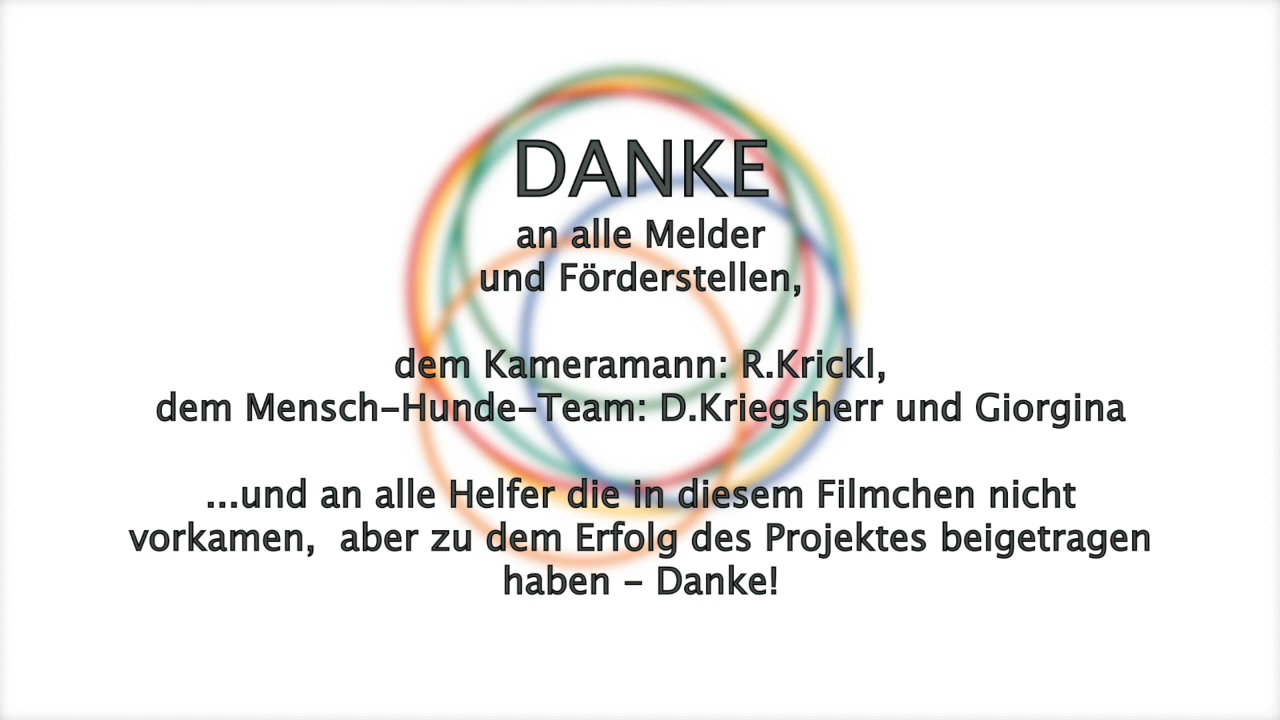 DANKE
an alle Melder
und Förderstellen,
dem Kameramann: R.Krickl,
dem Mensch-Hunde-Team: D.Kriegsherr und Giorgina
...und an alle Helfer die in diesem Filmchen nicht
vorkamen,  aber zu dem Erfolg des Projektes beigetragen
haben - Danke!